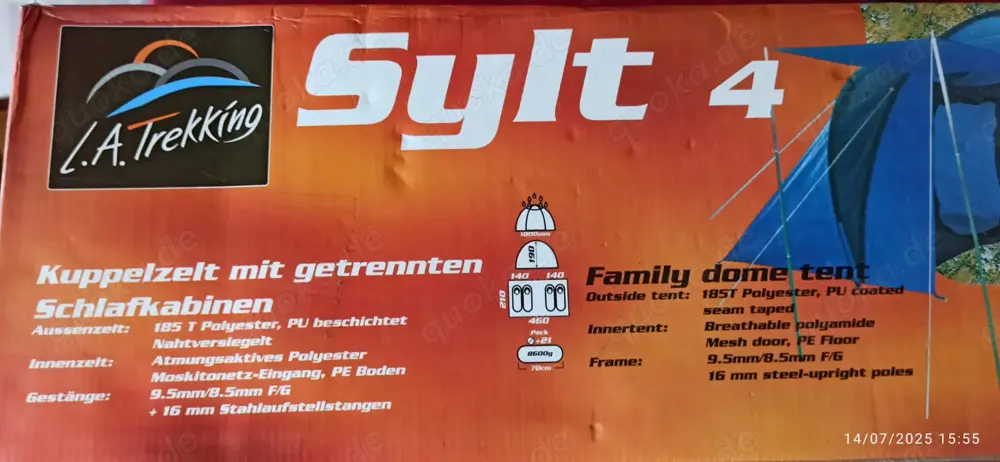 L.A. Trekking
Sylt 4
Kuppelzelt mit getrennten
Schlafkabinen
Aussenzelt: 185 T Polyester, PU beschichtet
Nahtversiegelt
Innenzelt: Atmungsaktives Polyester
Moskitonetz-Eingang, PE Boden
Gestänge: 9.5mm/8.5mm F/G
+ 16 mm Stahlaufstellstangen
190
140 140
210
460
Pack
+21
8600g
70cm
Family dome tent
Outside tent: 185T Polyester, PU coated
seam taped
Innertent: Breathable polyamide
Mesh door, PE Floor
Frame: 9.5mm/8.5mm F/G
16 mm steel-upright poles
quoka.de
14/07/2025 15:55